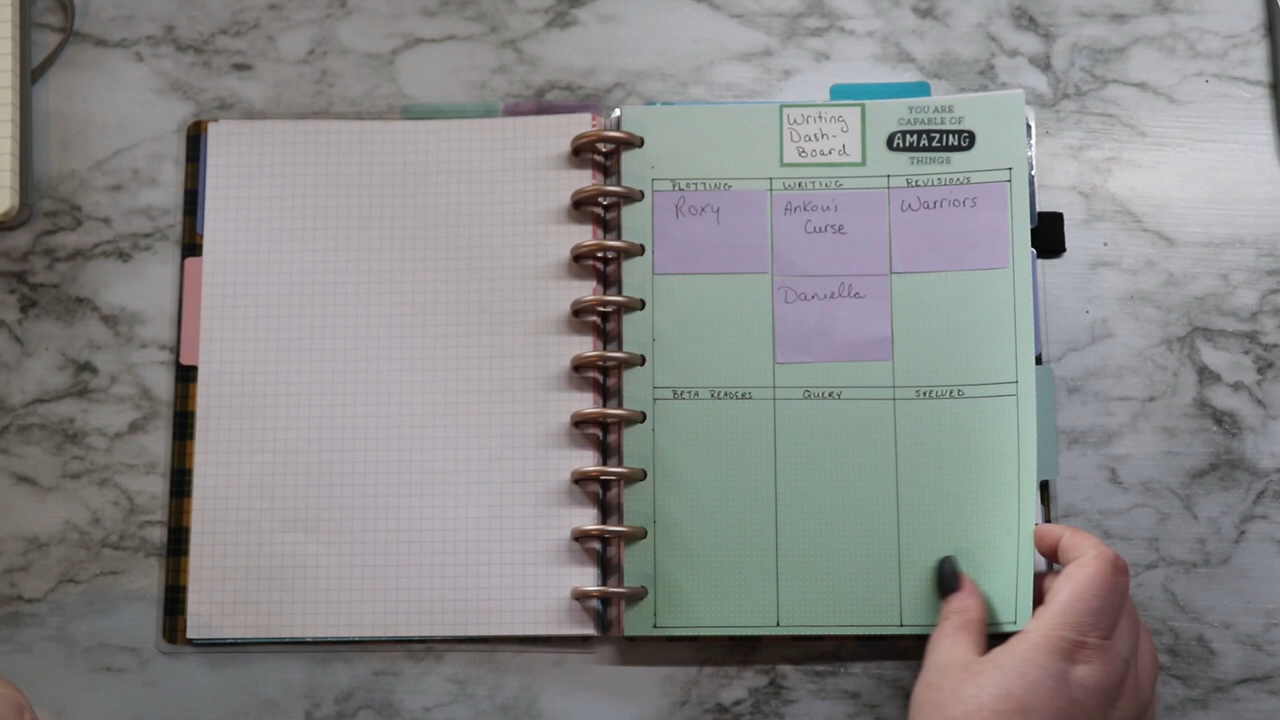 Writing
Dash-
Board
YOU ARE
CAPABLE OF
AMAZING
THINGS
PLOTTING
WRITING
REVISIONS
Roxy
Ankou's
Curse
Warriors
Daniella
BETA READERS
QUERY
SHELVED